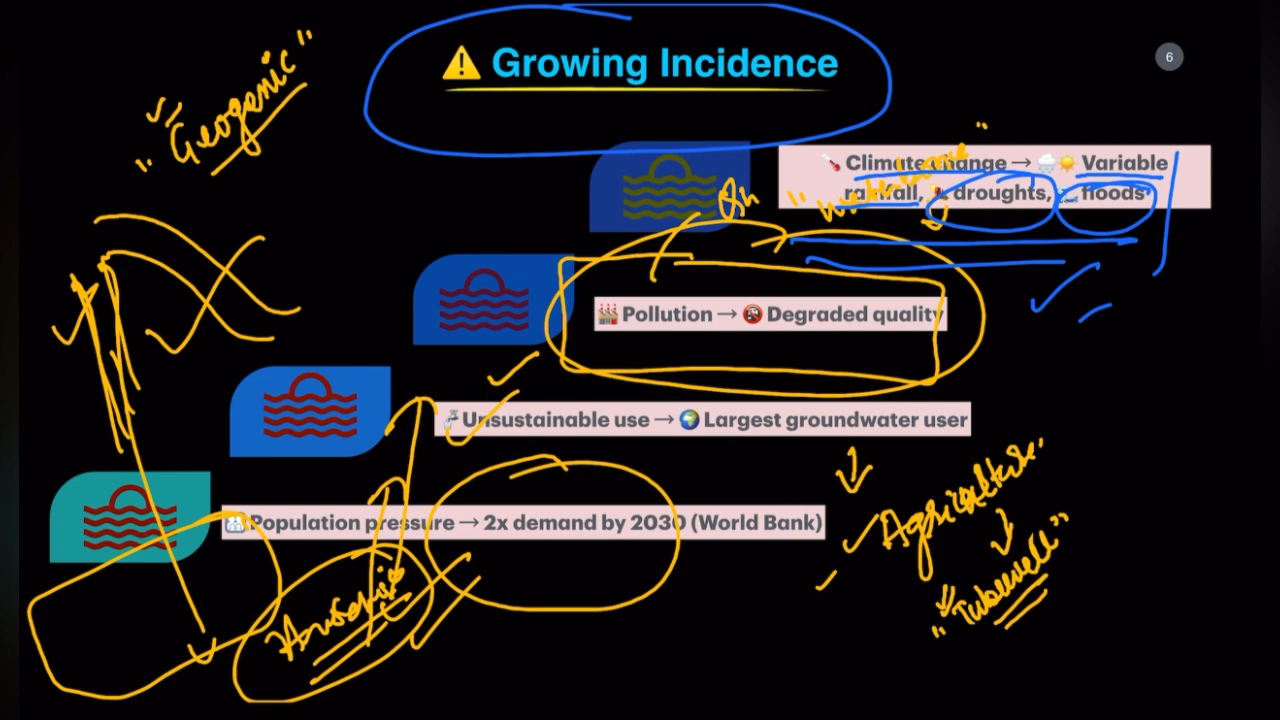 ⚠️ Growing Incidence
6
"Geogenic"
🌡️ Climate change → 🌧️☀️ Variable
rainfall, droughts, floods
🏭 Pollution → 🚱 Degraded quality
🚰 Unsustainable use → 🌍 Largest groundwater user
Population pressure → 2x demand by 2030 (World Bank)
Agriculture
"Tubewell"